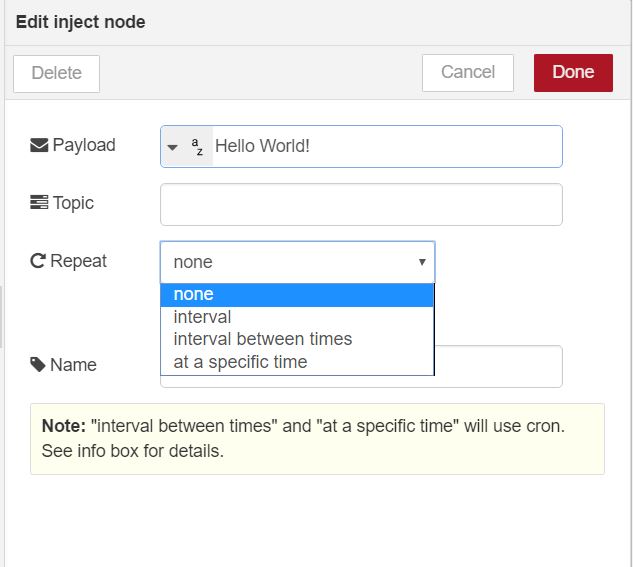 Edit inject node
Delete
Cancel
Done
Payload
az
Hello World!
Topic
Repeat
none
none
interval
interval between times
at a specific time
Name
Note: "interval between times" and "at a specific time" will use cron.
See info box for details.